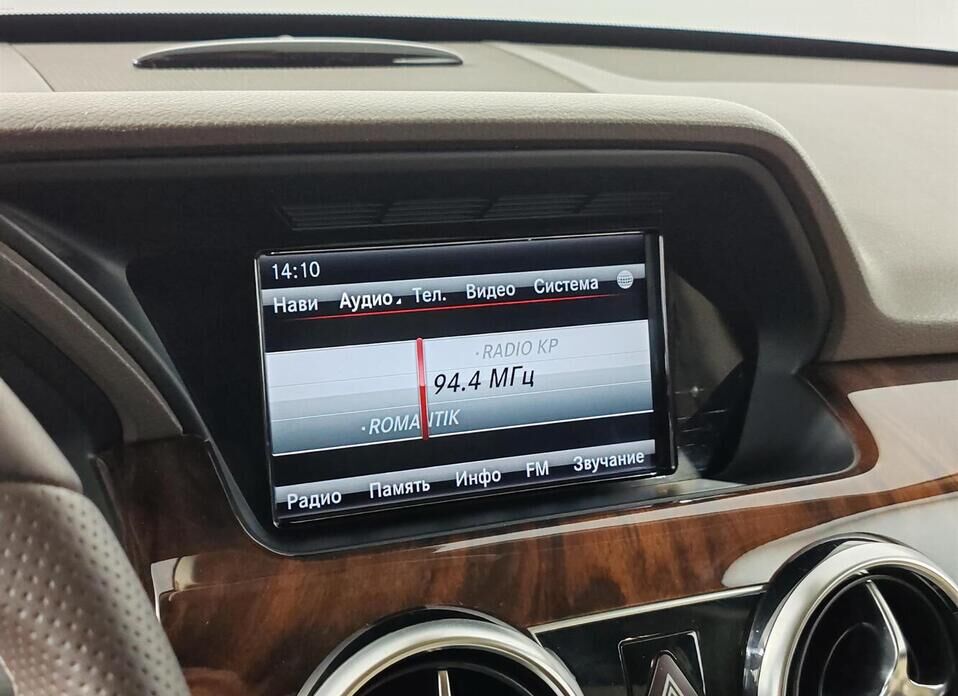 14:10
Нави Аудио Тел. Видео Система
·RADIO KP
94.4 МГц
·ROMANTIK
Радио Память Инфо FM Звучание